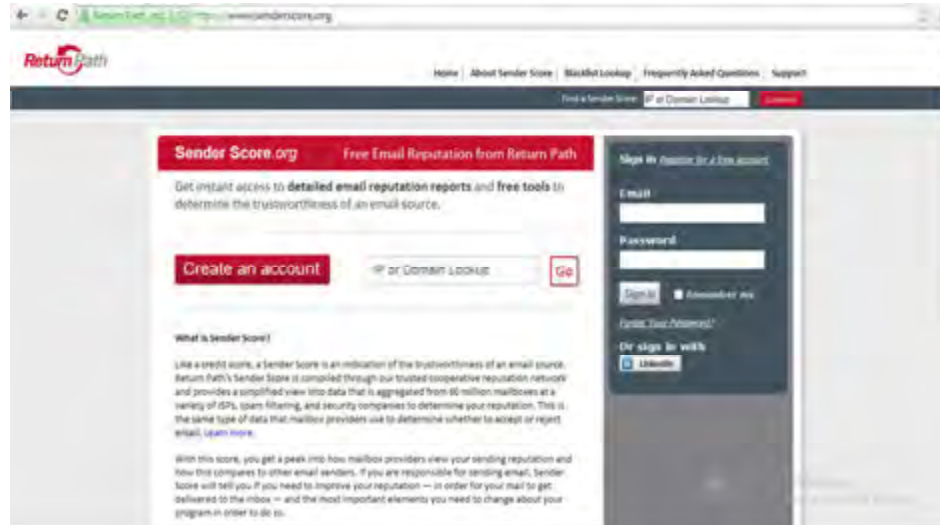 www.senderscore.org
Return Path
Home About Sender Score Blacklist Lookup Frequently Asked Questions Support
Find a Sender Score IP or Domain Lookup
Sender Score.org Free Email Reputation from Return Path
Get instant access to detailed email reputation reports and free tools to
determine the trustworthiness of an email source.
Create an account IP or Domain Lookup Go
What is Sender Score?
Like a credit score, a Sender Score is an indication of the trustworthiness of an email source.
Return Path's Sender Score is compiled through our trusted cooperative reputation network
and provides a simplified view into data that is aggregated from 60 million mailboxes at a
variety of ISPs, spam filtering, and security companies to determine your reputation. This is
the same type of data that mailbox providers use to determine whether to accept or reject
email. Learn more.
With this score, you get a peek into how mailbox providers view your sending reputation and
how this compares to other email senders. If you are responsible for sending email, Sender
Score will tell you if you need to improve your reputation — in order for your mail to get
delivered to the inbox — and the most important elements you need to change about your
program in order to do so.
Sign in Register for a free account
Email
Password
Sign in Remember me
Forgot Your Password?
Or sign in with
LinkedIn